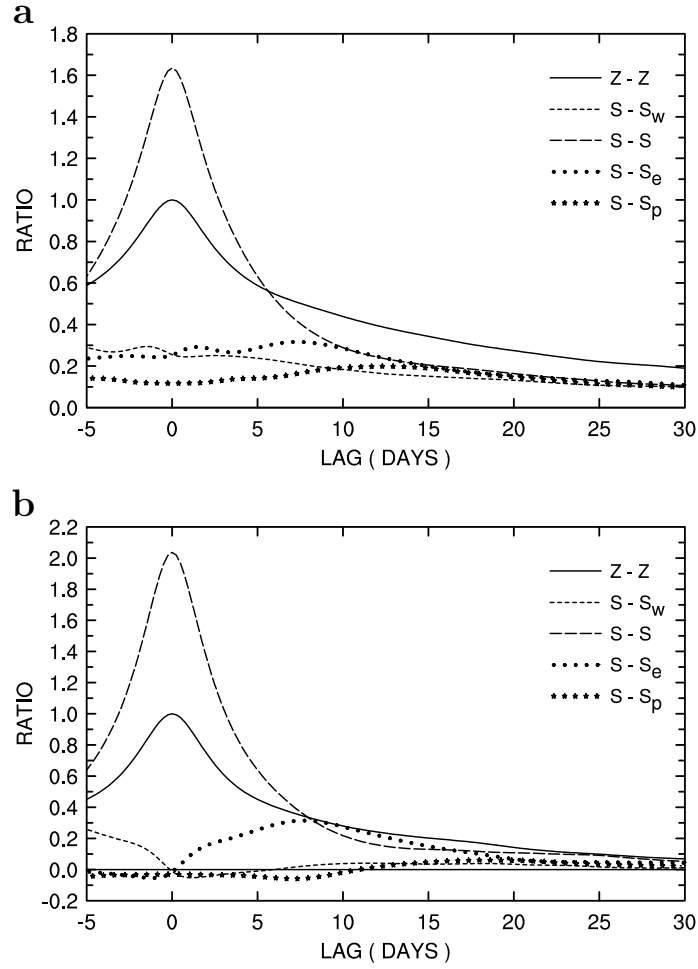 a
1.8
1.6
1.4
1.2
1.0
0.8
0.6
0.4
0.2
0.0
RATIO
Z - Z
S - Sw
S - S
S - Se
S - Sp
-5 0 5 10 15 20 25 30
LAG ( DAYS )
b
2.2
2.0
1.8
1.6
1.4
1.2
1.0
0.8
0.6
0.4
0.2
0.0
-0.2
RATIO
Z - Z
S - Sw
S - S
S - Se
S - Sp
-5 0 5 10 15 20 25 30
LAG ( DAYS )